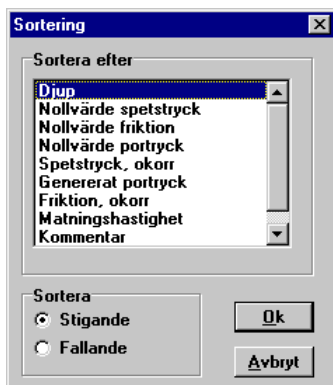 Sortering
Sortera efter
Djup
Nollvärde spetstryck
Nollvärde friktion
Nollvärde portryck
Spetstryck, okorr
Genererat portryck
Friktion, okorr
Matningshastighet
Kommentar
Sortera
Stigande
Fallande
Ok
Avbryt